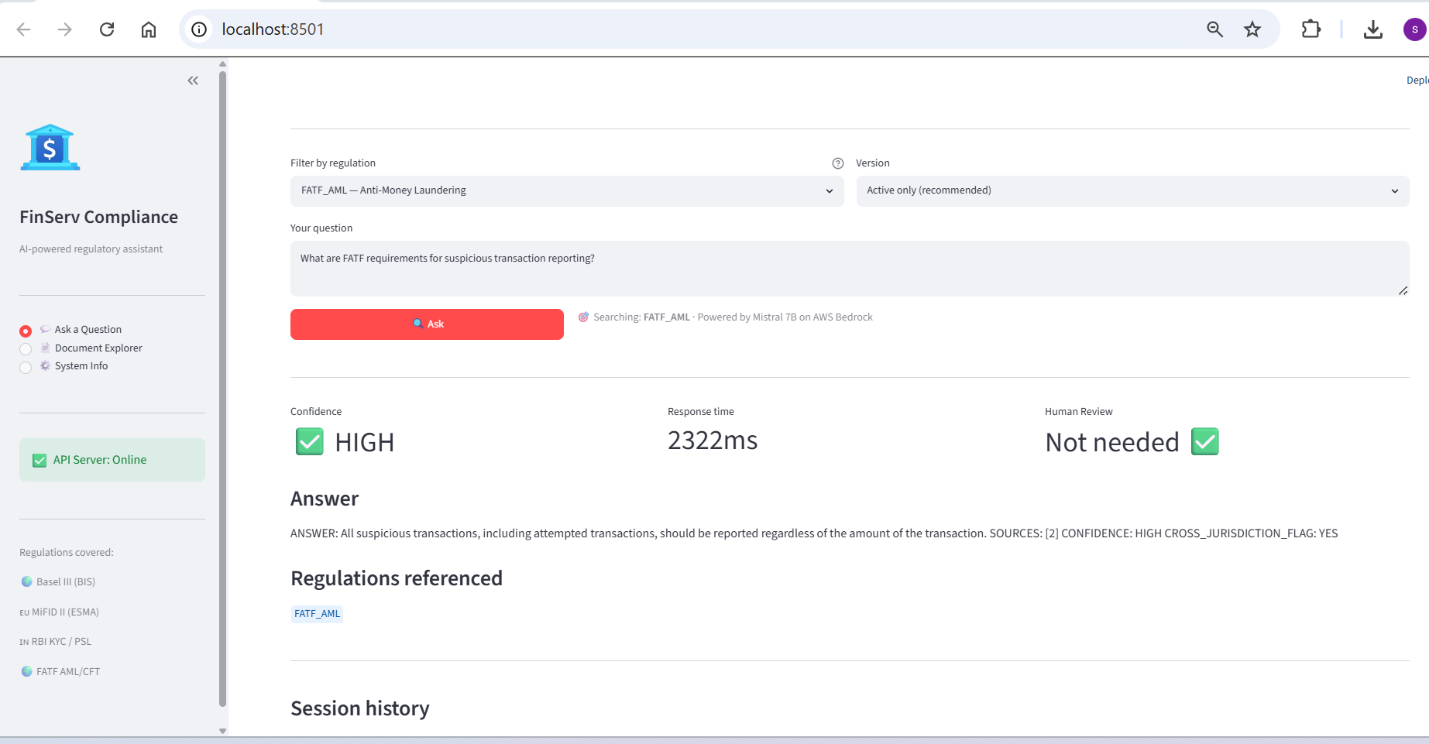 localhost:8501
S
Deplo
$
FinServ Compliance
AI-powered regulatory assistant
Ask a Question
Document Explorer
System Info
API Server: Online
Regulations covered:
Basel III (BIS)
EU MiFID II (ESMA)
IN RBI KYC / PSL
FATF AML/CFT
Filter by regulation
Version
FATF_AML — Anti-Money Laundering
Active only (recommended)
Your question
What are FATF requirements for suspicious transaction reporting?
Ask
Searching: FATF_AML · Powered by Mistral 7B on AWS Bedrock
Confidence
Response time
Human Review
HIGH
2322ms
Not needed
Answer
ANSWER: All suspicious transactions, including attempted transactions, should be reported regardless of the amount of the transaction. SOURCES: [2] CONFIDENCE: HIGH CROSS_JURISDICTION_FLAG: YES
Regulations referenced
FATF_AML
Session history